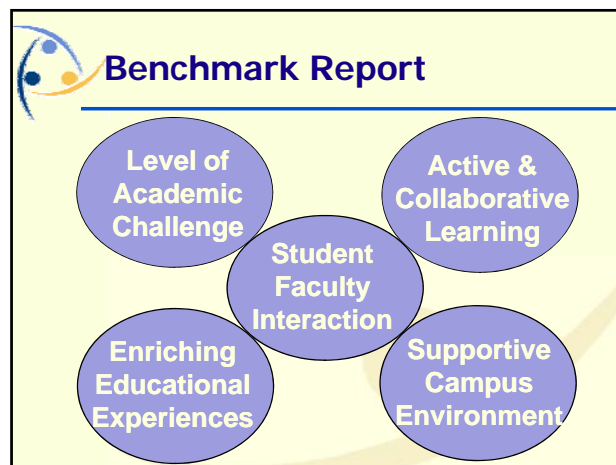 Benchmark Report
Level of
Academic
Challenge
Active &
Collaborative
Learning
Student
Faculty
Interaction
Enriching
Educational
Experiences
Supportive
Campus
Environment